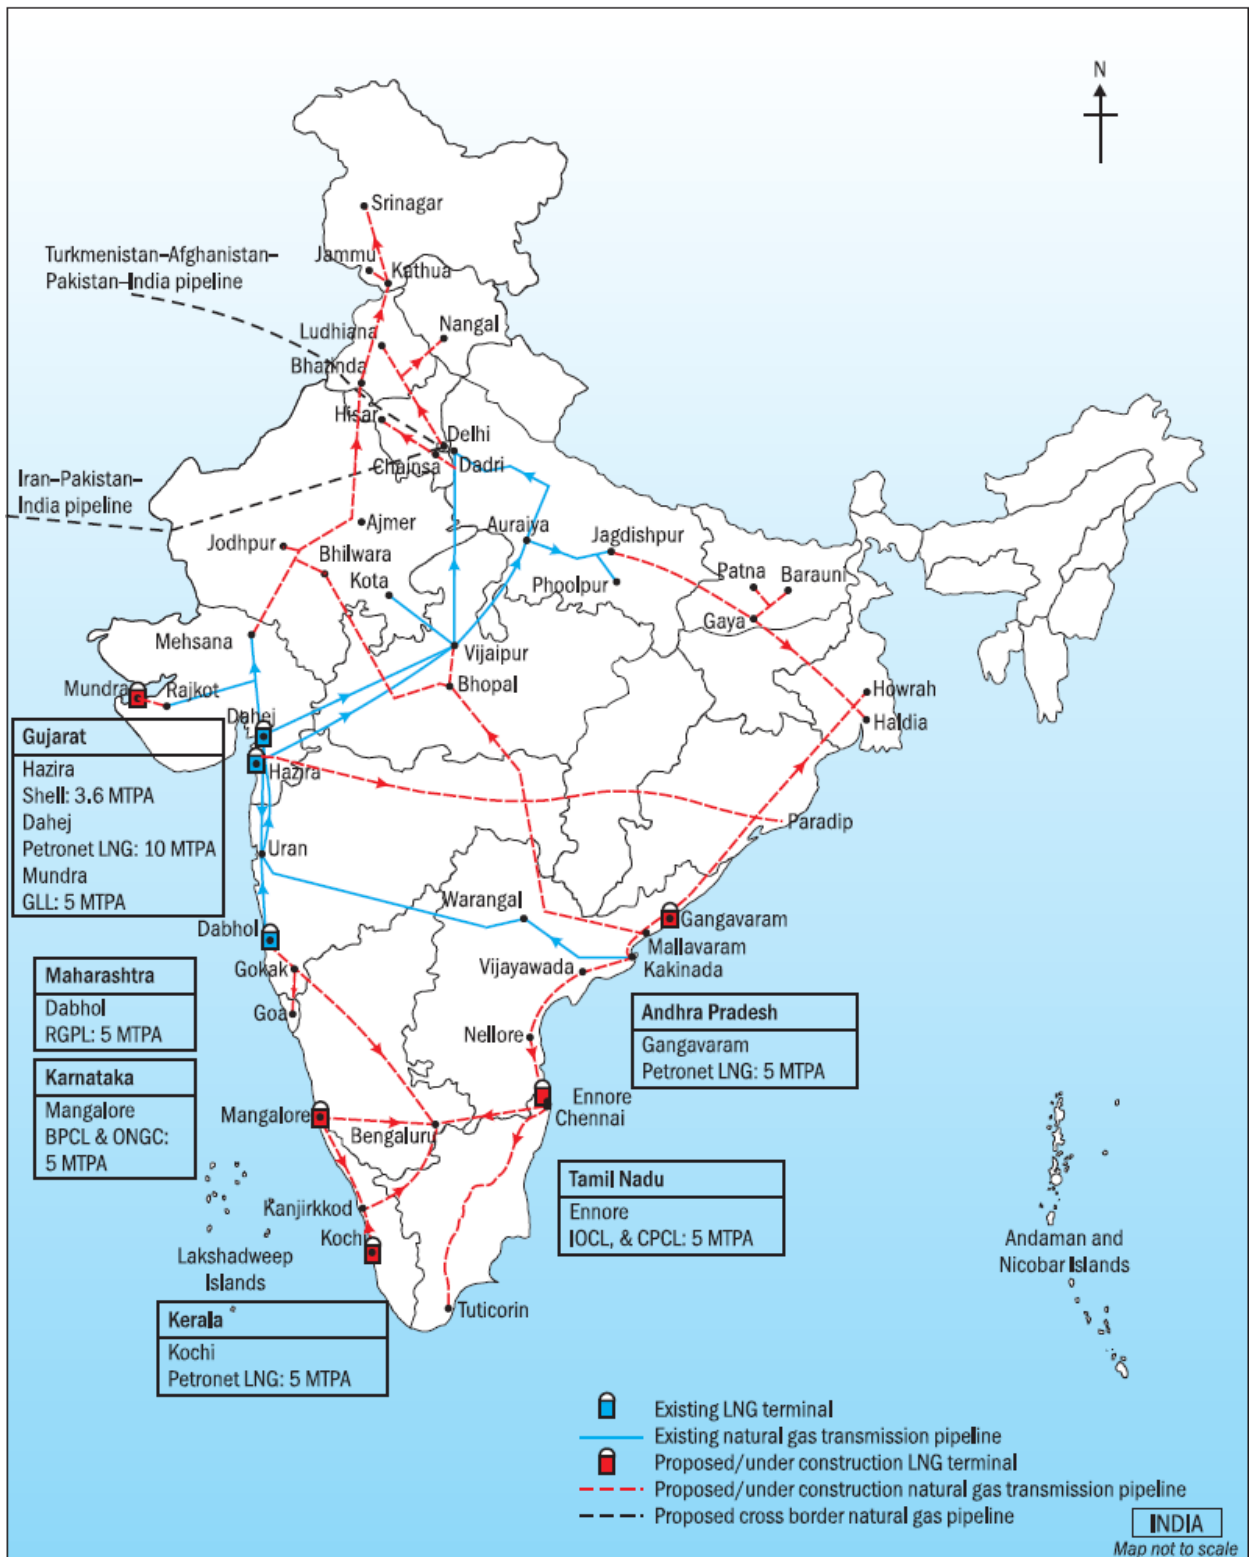 N
Srinagar
Turkmenistan–Afghanistan–
Pakistan–India pipeline
Jammu
Kathua
Ludhiana
Nangal
Bhatinda
Hisar
Delhi
Chainsa
Dadri
Iran–Pakistan–
India pipeline
Ajmer
Auraiya
Jagdishpur
Jodhpur
Bhilwara
Kota
Phoolpur
Patna
Barauni
Gaya
Mehsana
Vijaipur
Mundra
Rajkot
Bhopal
Howrah
Haldia
Dahej
Hazira
Gujarat
Hazira
Shell: 3.6 MTPA
Dahej
Petronet LNG: 10 MTPA
Mundra
GLL: 5 MTPA
Paradip
Uran
Warangal
Gangavaram
Dabhol
Mallavaram
Gokak
Vijayawada
Kakinada
Maharashtra
Dabhol
RGPL: 5 MTPA
Goa
Andhra Pradesh
Gangavaram
Petronet LNG: 5 MTPA
Nellore
Karnataka
Mangalore
BPCL & ONGC:
5 MTPA
Mangalore
Bengaluru
Ennore
Chennai
Tamil Nadu
Ennore
IOCL, & CPCL: 5 MTPA
Kanjirkkod
Kochi
Lakshadweep
Islands
Andaman and
Nicobar Islands
Kerala
Kochi
Petronet LNG: 5 MTPA
Tuticorin
Existing LNG terminal
Existing natural gas transmission pipeline
Proposed/under construction LNG terminal
Proposed/under construction natural gas transmission pipeline
Proposed cross border natural gas pipeline
INDIA
Map not to scale